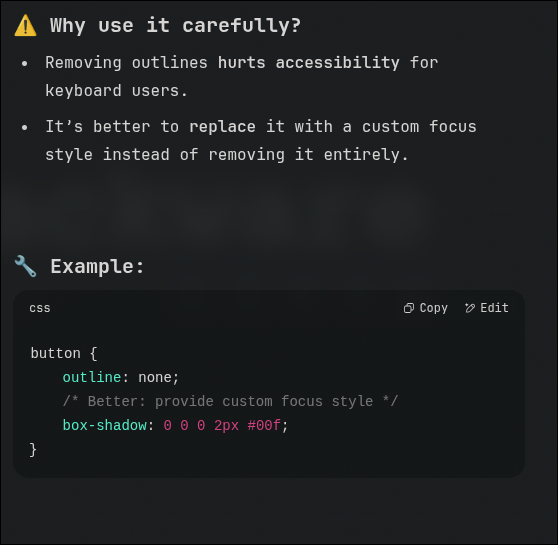 ⚠️ Why use it carefully?
• Removing outlines hurts accessibility for
keyboard users.
• It’s better to replace it with a custom focus
style instead of removing it entirely.
🔧 Example:
css Copy Edit
button {
    outline: none;
    /* Better: provide custom focus style */
    box-shadow: 0 0 0 2px #00f;
}